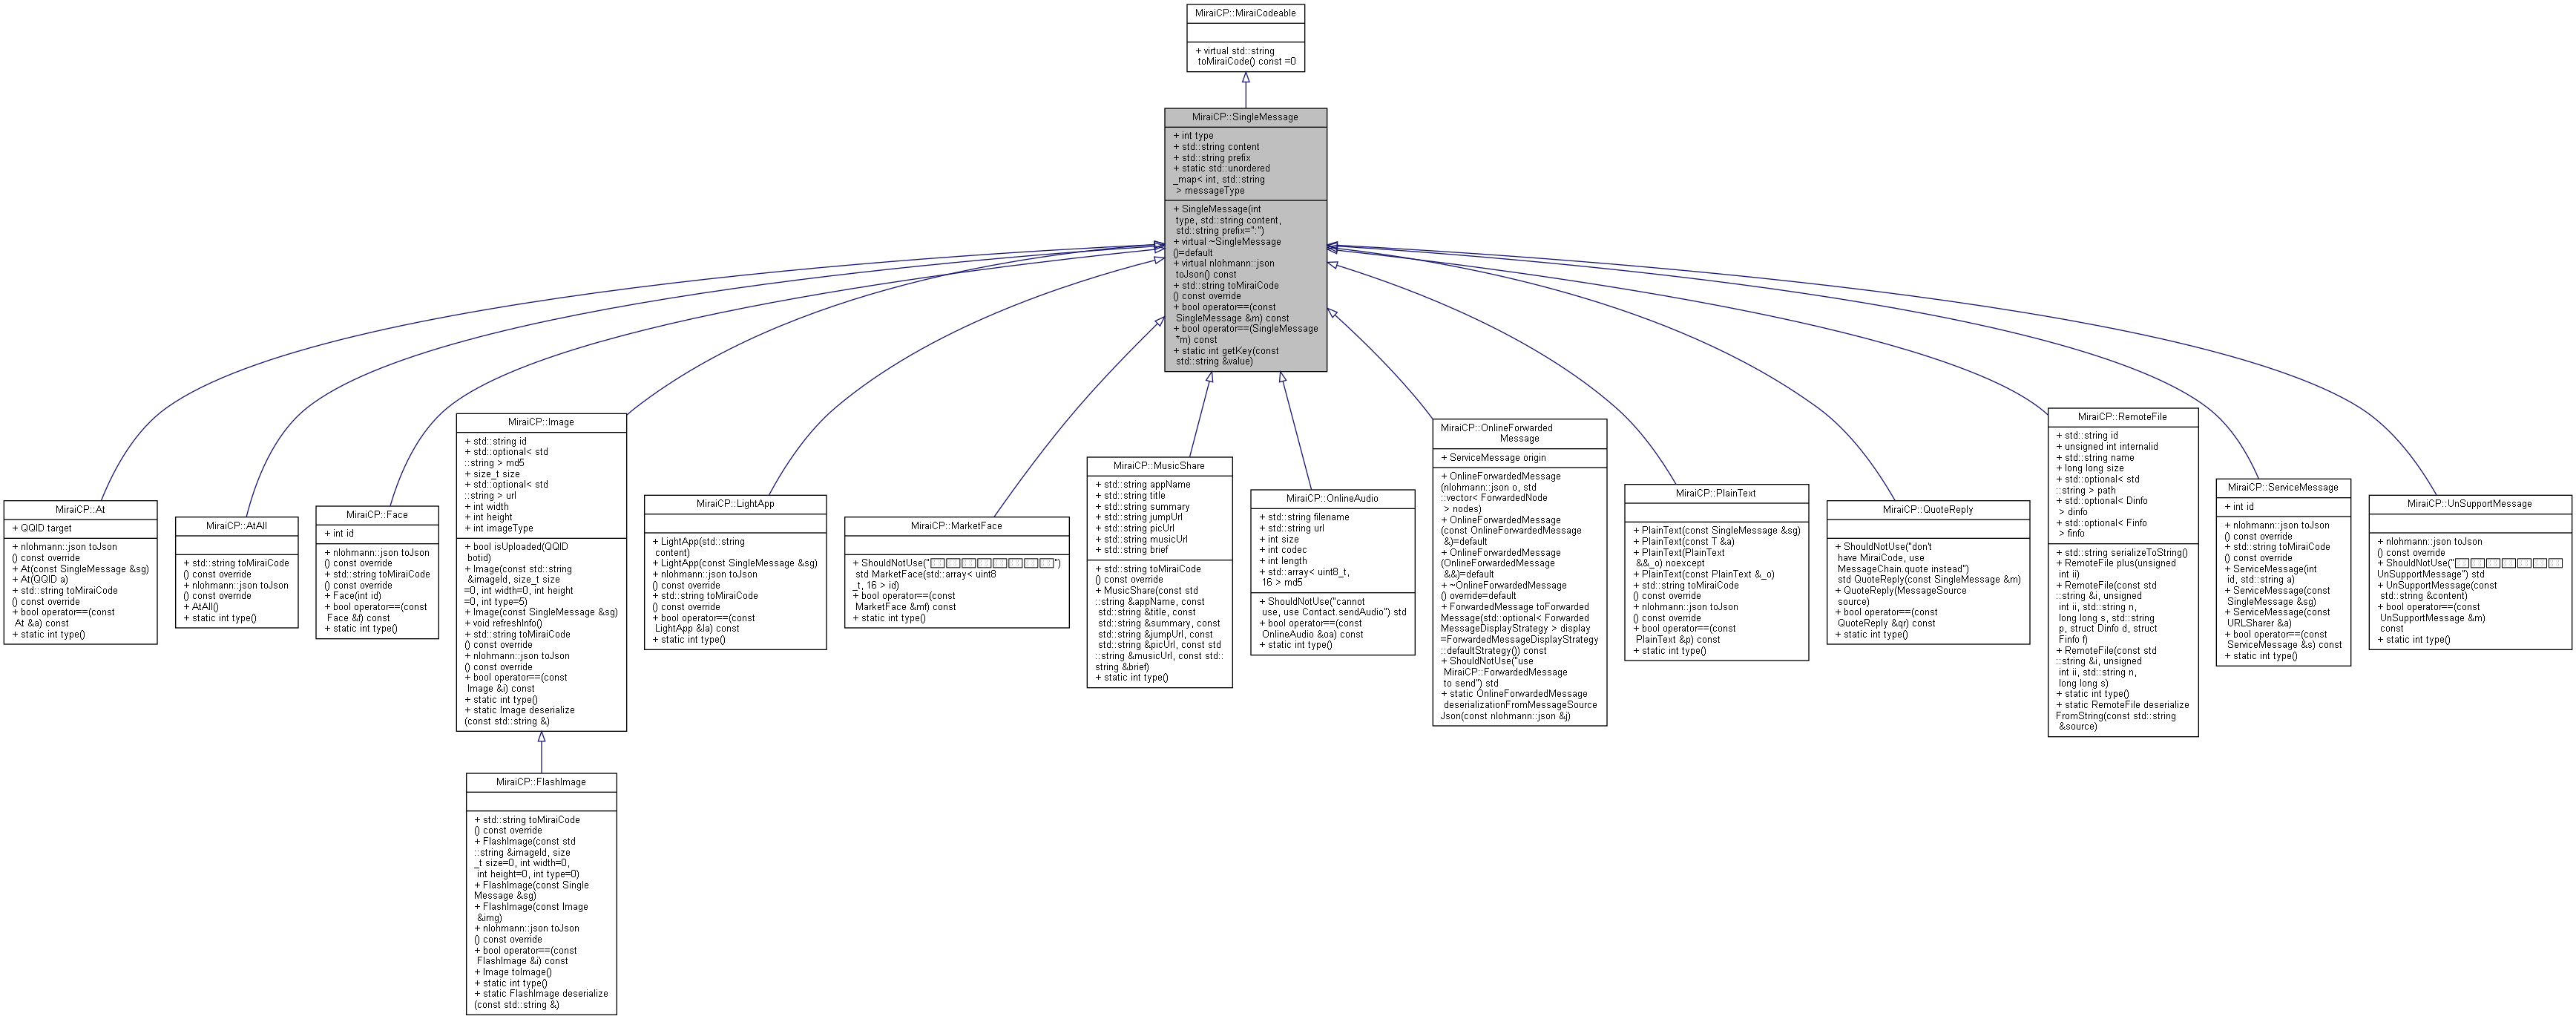 MiraiCP::MiraiCodeable
+ virtual std::string
toMiraiCode() const =0
MiraiCP::SingleMessage
+ int type
+ std::string content
+ std::string prefix
+ static std::unordered
_map< int, std::string
> messageType
+ SingleMessage(int
type, std::string content,
std::string prefix=":")
+ virtual ~SingleMessage
()=default
+ virtual nlohmann::json
toJson() const
+ std::string toMiraiCode
() const override
+ bool operator==(const
SingleMessage &m) const
+ bool operator==(SingleMessage
*m) const
+ static int getKey(const
std::string &value)
MiraiCP::At
+ QQID target
+ nlohmann::json toJson
() const override
+ At(const SingleMessage &sg)
+ At(QQID a)
+ std::string toMiraiCode
() const override
+ bool operator==(const
At &a) const
+ static int type()
MiraiCP::AtAll
+ std::string toMiraiCode
() const override
+ nlohmann::json toJson
() const override
+ AtAll()
+ static int type()
MiraiCP::Face
+ int id
+ nlohmann::json toJson
() const override
+ std::string toMiraiCode
() const override
+ Face(int id)
+ bool operator==(const
Face &f) const
+ static int type()
MiraiCP::Image
+ std::string id
+ std::optional< std
::string > md5
+ size_t size
+ std::optional< std
::string > url
+ int width
+ int height
+ int imageType
+ bool isUploaded(QQID
botid)
+ Image(const std::string
&imageId, size_t size
=0, int width=0, int height
=0, int type=5)
+ Image(const SingleMessage &sg)
+ void refreshInfo()
+ std::string toMiraiCode
() const override
+ nlohmann::json toJson
() const override
+ bool operator==(const
Image &i) const
+ static int type()
+ static Image deserialize
(const std::string &)
MiraiCP::FlashImage
+ std::string toMiraiCode
() const override
+ FlashImage(const std
::string &imageId, size
_t size=0, int width=0,
int height=0, int type=0)
+ FlashImage(const Single
Message &sg)
+ FlashImage(const Image
&img)
+ nlohmann::json toJson
() const override
+ bool operator==(const
FlashImage &i) const
+ Image toImage()
+ static int type()
+ static FlashImage deserialize
(const std::string &)
MiraiCP::LightApp
+ LightApp(std::string
content)
+ LightApp(const SingleMessage &sg)
+ nlohmann::json toJson
() const override
+ std::string toMiraiCode
() const override
+ bool operator==(const
LightApp &la) const
+ static int type()
MiraiCP::MarketFace
+ ShouldNotUse("")
std MarketFace(std::array< uint8
_t, 16 > id)
+ bool operator==(const
MarketFace &mf) const
+ static int type()
MiraiCP::MusicShare
+ std::string appName
+ std::string title
+ std::string summary
+ std::string jumpUrl
+ std::string picUrl
+ std::string musicUrl
+ std::string brief
+ std::string toMiraiCode
() const override
+ MusicShare(const std
::string &appName, const
std::string &title, const
std::string &summary, const
std::string &jumpUrl, const
std::string &picUrl, const std
::string &musicUrl, const std::
string &brief)
+ static int type()
MiraiCP::OnlineAudio
+ std::string filename
+ std::string url
+ int size
+ int codec
+ int length
+ std::array< uint8_t,
16 > md5
+ ShouldNotUse("cannot
use, use Contact.sendAudio") std
+ bool operator==(const
OnlineAudio &oa) const
+ static int type()
MiraiCP::OnlineForwarded
Message
+ ServiceMessage origin
+ OnlineForwardedMessage
(nlohmann::json o, std
::vector< ForwardedNode
> nodes)
+ OnlineForwardedMessage
(const OnlineForwardedMessage
&)=default
+ OnlineForwardedMessage
(OnlineForwardedMessage
&&)=default
+ ~OnlineForwardedMessage
() override=default
+ ForwardedMessage toForwarded
Message(std::optional< Forwarded
MessageDisplayStrategy > display
=ForwardedMessageDisplayStrategy
::defaultStrategy()) const
+ ShouldNotUse("use
MiraiCP::ForwardedMessage
to send") std
+ static OnlineForwardedMessage
deserializationFromMessageSource
Json(const nlohmann::json &j)
MiraiCP::PlainText
+ PlainText(const SingleMessage &sg)
+ PlainText(const T &a)
+ PlainText(PlainText
&&_o) noexcept
+ PlainText(const PlainText &_o)
+ std::string toMiraiCode
() const override
+ nlohmann::json toJson
() const override
+ bool operator==(const
PlainText &p) const
+ static int type()
MiraiCP::QuoteReply
+ ShouldNotUse("don't
have MiraiCode, use
MessageChain.quote instead")
std QuoteReply(const SingleMessage &m)
+ QuoteReply(MessageSource
source)
+ bool operator==(const
QuoteReply &qr) const
+ static int type()
MiraiCP::RemoteFile
+ std::string id
+ unsigned int internalid
+ std::string name
+ long long size
+ std::optional< std
::string > path
+ std::optional< Dinfo
> dinfo
+ std::optional< Finfo
> finfo
+ std::string serializeToString()
+ RemoteFile plus(unsigned
int ii)
+ RemoteFile(const std
::string &i, unsigned
int ii, std::string n,
long long s, std::string
p, struct Dinfo d, struct
Finfo f)
+ RemoteFile(const std
::string &i, unsigned
int ii, std::string n,
long long s)
+ static int type()
+ static RemoteFile deserialize
FromString(const std::string
&source)
MiraiCP::ServiceMessage
+ int id
+ nlohmann::json toJson
() const override
+ std::string toMiraiCode
() const override
+ ServiceMessage(int
id, std::string a)
+ ServiceMessage(const
SingleMessage &sg)
+ ServiceMessage(const
URLSharer &a)
+ bool operator==(const
ServiceMessage &s) const
+ static int type()
MiraiCP::UnSupportMessage
+ nlohmann::json toJson
() const override
+ ShouldNotUse("
UnSupportMessage") std
+ UnSupportMessage(const
std::string &content)
+ bool operator==(const
UnSupportMessage &m)
const
+ static int type()